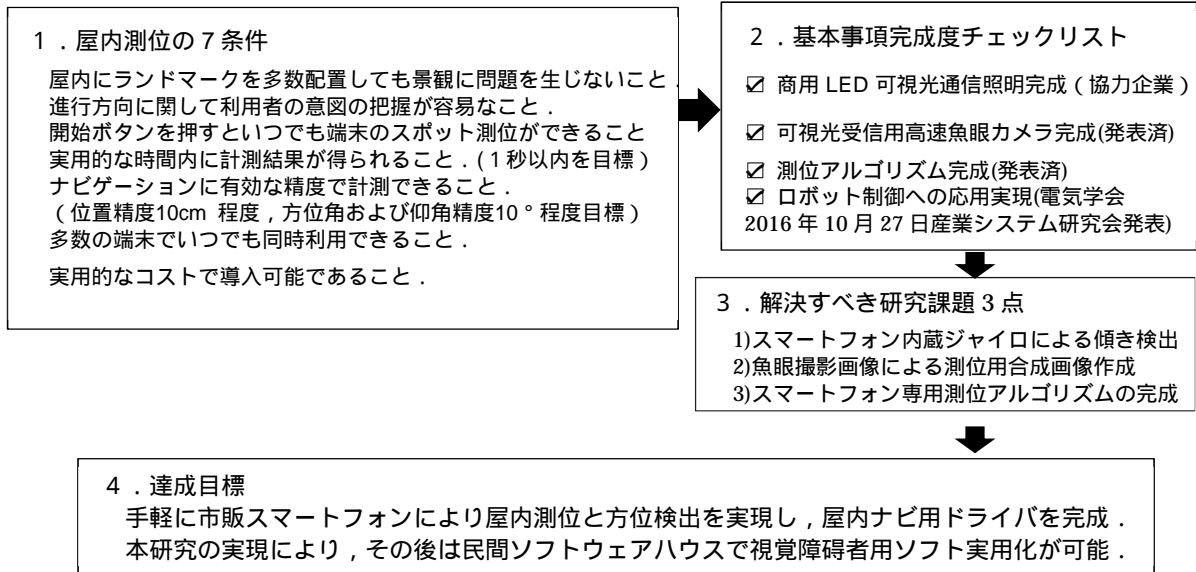 １．屋内測位の７条件
屋内にランドマークを多数配置しても景観に問題を生じないこと．
進行方向に関して利用者の意図の把握が容易なこと．
開始ボタンを押すといつでも端末のスポット測位ができること
実用的な時間内に計測結果が得られること．(１秒以内を目標）
ナビゲーションに有効な精度で計測できること．
（位置精度10cm 程度，方位角および仰角精度10°程度目標）
多数の端末でいつでも同時利用できること．
実用的なコストで導入可能であること．
２．基本事項完成度チェックリスト
☑ 商用 LED 可視光通信照明完成（協力企業）
☑ 可視光受信用高速魚眼カメラ完成(発表済)
☑ 測位アルゴリズム完成(発表済)
☑ ロボット制御への応用実現(電気学会
2016 年 10 月 27 日産業システム研究会発表)
３．解決すべき研究課題 3 点
1)スマートフォン内蔵ジャイロによる傾き検出
2)魚眼撮影画像による測位用合成画像作成
3)スマートフォン専用測位アルゴリズムの完成
４．達成目標
手軽に市販スマートフォンにより屋内測位と方位検出を実現し，屋内ナビ用ドライバを完成．
本研究の実現により，その後は民間ソフトウェアハウスで視覚障碍者用ソフト実用化が可能．